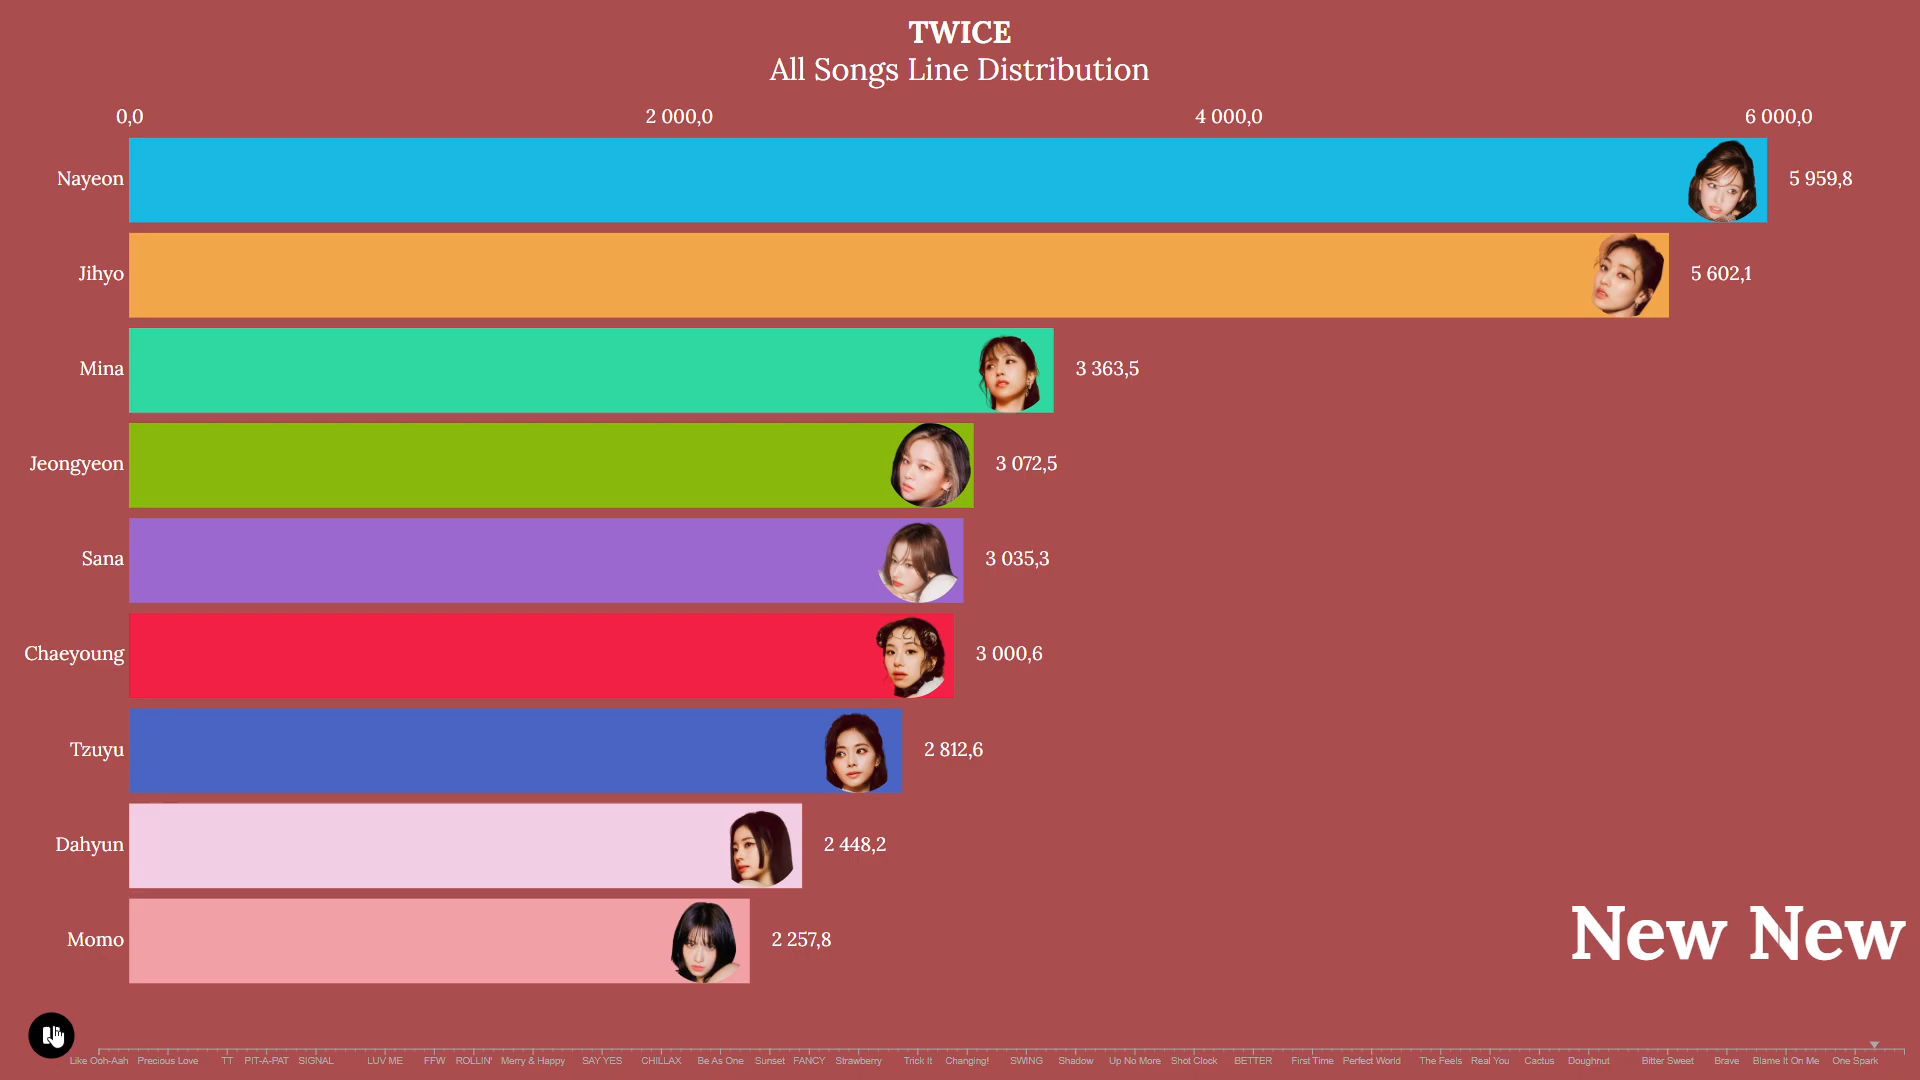 TWICE
All Songs Line Distribution
0,0 2 000,0 4 000,0 6 000,0
Nayeon 5 959,8
Jihyo 5 602,1
Mina 3 363,5
Jeongyeon 3 072,5
Sana 3 035,3
Chaeyoung 3 000,6
Tzuyu 2 812,6
Dahyun 2 448,2
Momo 2 257,8
New New
Like Ooh-Aah Precious Love TT PIT-A-PAT SIGNAL LUV ME FFW ROLLIN' Merry & Happy SAY YES CHILLAX Be As One Sunset FANCY Strawberry Trick It Changing! SWING Shadow Up No More Shot Clock BETTER First Time Perfect World The Feels Real You Cactus Doughnut Bitter Sweet Brave Blame It On Me One Spark